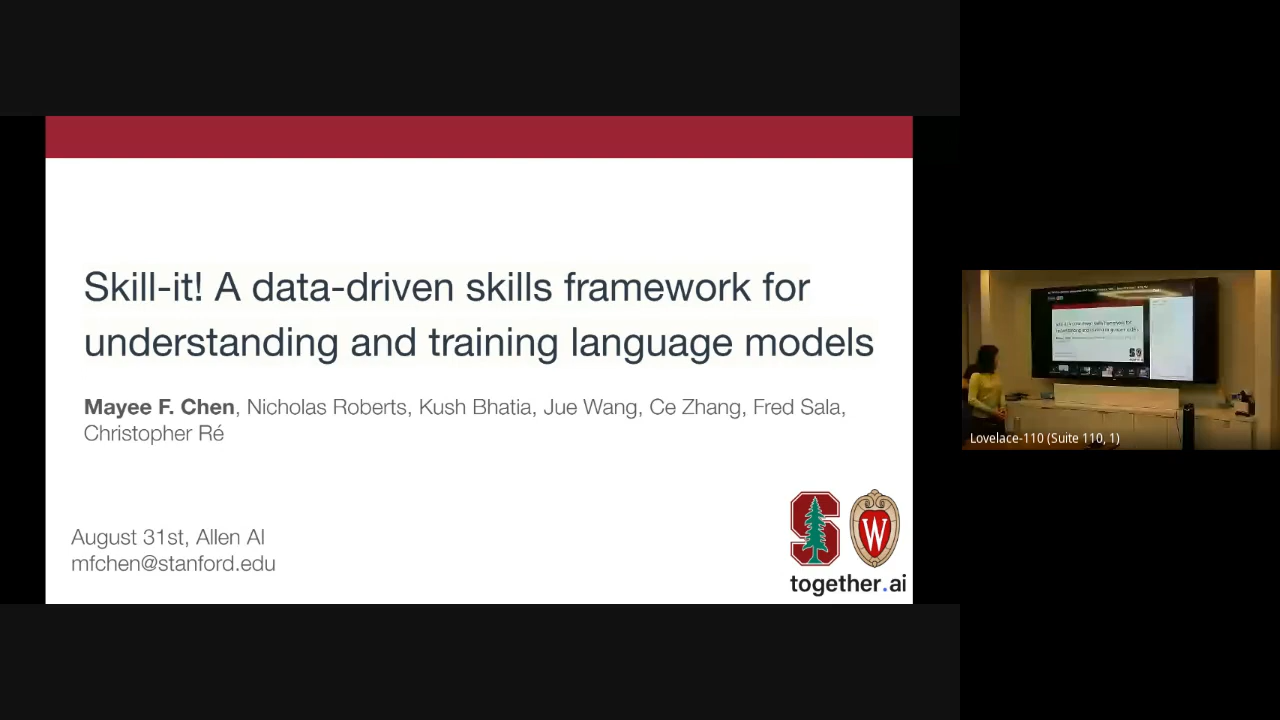 Skill-it! A data-driven skills framework for
understanding and training language models
Mayee F. Chen, Nicholas Roberts, Kush Bhatia, Jue Wang, Ce Zhang, Fred Sala,
Christopher Ré
August 31st, Allen AI
mfchen@stanford.edu
W
together.ai
Lovelace-110 (Suite 110, 1)